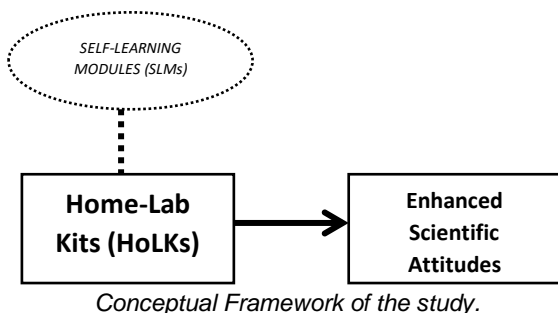 SELF-LEARNING
MODULES (SLMs)
Home-Lab
Kits (HoLKs)
Enhanced
Scientific
Attitudes
Conceptual Framework of the study.